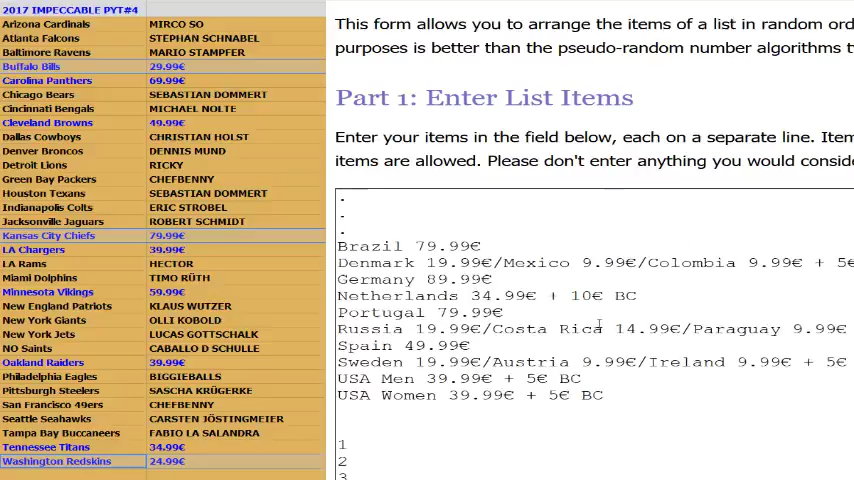 2017 IMPECCABLE PYT#4
Arizona Cardinals MIRCO SO
Atlanta Falcons STEPHAN SCHNABEL
Baltimore Ravens MARIO STAMPFER
Buffalo Bills 29.99€
Carolina Panthers 69.99€
Chicago Bears SEBASTIAN DOMMERT
Cincinnati Bengals MICHAEL NOLTE
Cleveland Browns 49.99€
Dallas Cowboys CHRISTIAN HOLST
Denver Broncos DENNIS MUND
Detroit Lions RICKY
Green Bay Packers CHEFBENNY
Houston Texans SEBASTIAN DOMMERT
Indianapolis Colts ERIC STROBEL
Jacksonville Jaguars ROBERT SCHMIDT
Kansas City Chiefs 79.99€
LA Chargers 39.99€
LA Rams HECTOR
Miami Dolphins TIMO RÜTH
Minnesota Vikings 59.99€
New England Patriots KLAUS WUTZER
New York Giants OLLI KOBOLD
New York Jets LUCAS GOTTSCHALK
NO Saints CABALLO D SCHULLE
Oakland Raiders 39.99€
Philadelphia Eagles BIGGIEBALLS
Pittsburgh Steelers SASCHA KRÜGERKE
San Francisco 49ers CHEFBENNY
Seattle Seahawks CARSTEN JÖSTINGMEIER
Tampa Bay Buccaneers FABIO LA SALANDRA
Tennessee Titans 34.99€
Washington Redskins 24.99€
This form allows you to arrange the items of a list in random ord
purposes is better than the pseudo-random number algorithms t
Part 1: Enter List Items
Enter your items in the field below, each on a separate line. Item
items are allowed. Please don't enter anything you would conside
.
.
.
Brazil 79.99€
Denmark 19.99€/Mexico 9.99€/Colombia 9.99€ + 5€
Germany 89.99€
Netherlands 34.99€ + 10€ BC
Portugal 79.99€
Russia 19.99€/Costa Rica 14.99€/Paraguay 9.99€
Spain 49.99€
Sweden 19.99€/Austria 9.99€/Ireland 9.99€ + 5€
USA Men 39.99€ + 5€ BC
USA Women 39.99€ + 5€ BC
1
2
3